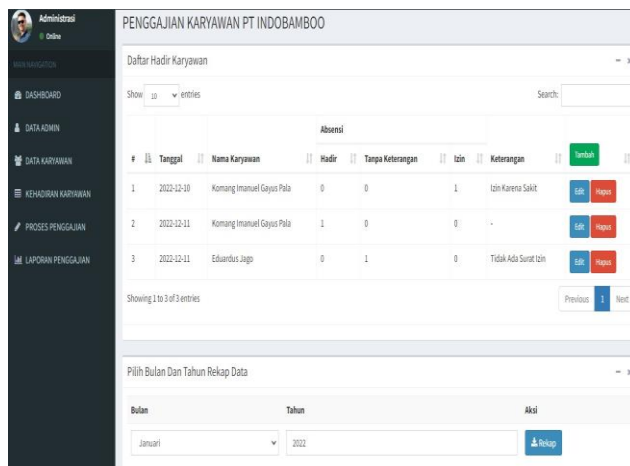 Administrasi
Online
MAIN NAVIGATION
DASHBOARD
DATA ADMIN
DATA KARYAWAN
KEHADIRAN KARYAWAN
PROSES PENGGAJIAN
LAPORAN PENGGAJIAN
PENGGAJIAN KARYAWAN PT INDOBAMBOO
Daftar Hadir Karyawan
Show 10 entries Search:
Absensi
# Tanggal Nama Karyawan Hadir Tanpa Keterangan Izin Keterangan Tambah
1 2022-12-10 Komang Imanuel Gayus Pala 0 0 1 Izin Karena Sakit Edit Hapus
2 2022-12-11 Komang Imanuel Gayus Pala 1 0 0 - Edit Hapus
3 2022-12-11 Eduardus Jago 0 1 0 Tidak Ada Surat Izin Edit Hapus
Showing 1 to 3 of 3 entries Previous 1 Next
Pilih Bulan Dan Tahun Rekap Data
Bulan Tahun Aksi
Januari 2022 Rekap